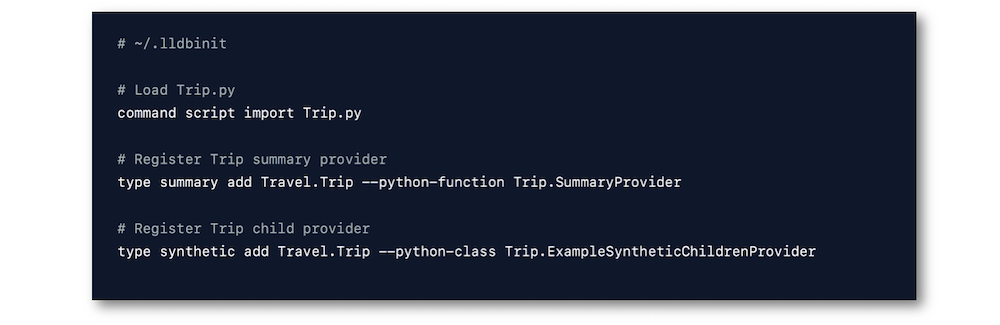 # ~/.lldbinit
# Load Trip.py
command script import Trip.py
# Register Trip summary provider
type summary add Travel.Trip --python-function Trip.SummaryProvider
# Register Trip child provider
type synthetic add Travel.Trip --python-class Trip.ExampleSyntheticChildrenProvider